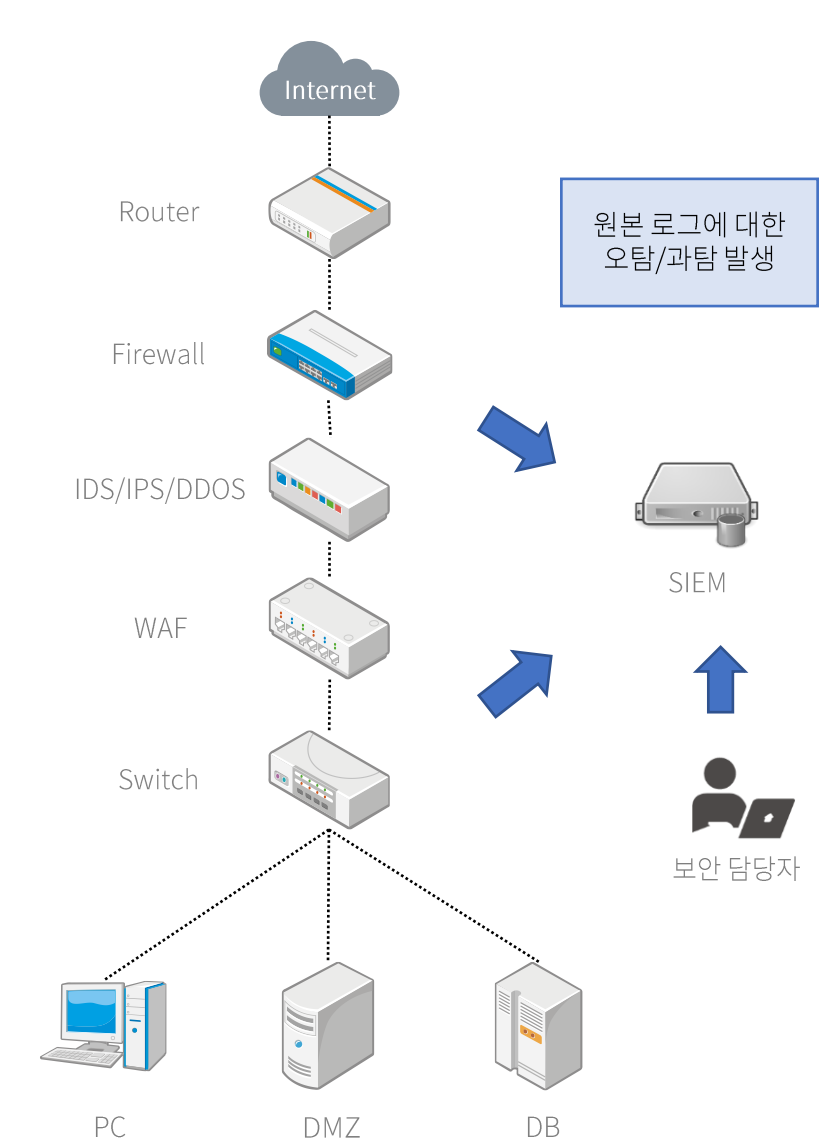 Internet
Router
원본 로그에 대한
오탐/과탐 발생
Firewall
IDS/IPS/DDOS
SIEM
WAF
Switch
보안 담당자
PC
DMZ
DB